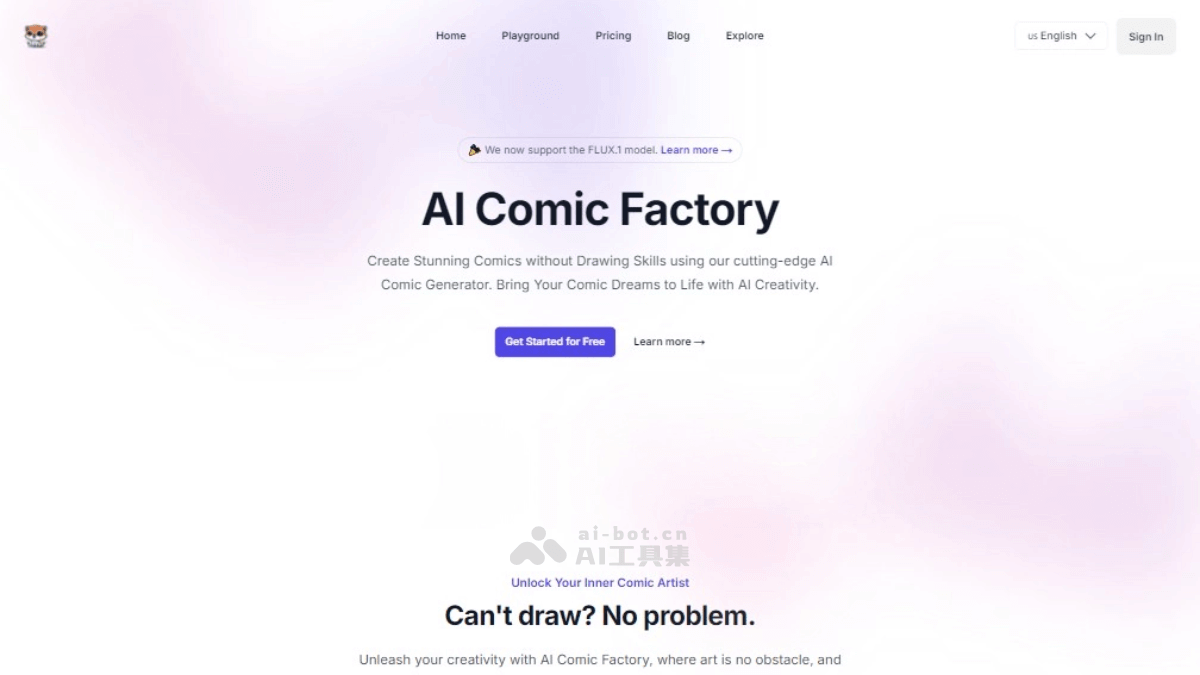 Home Playground Pricing Blog Explore us English Sign In
We now support the FLUX.1 model. Learn more →
AI Comic Factory
Create Stunning Comics without Drawing Skills using our cutting-edge AI
Comic Generator. Bring Your Comic Dreams to Life with AI Creativity.
Get Started for Free Learn more →
ai-bot.cn
AI工具集
Unlock Your Inner Comic Artist
Can't draw? No problem.
Unleash your creativity with AI Comic Factory, where art is no obstacle, and